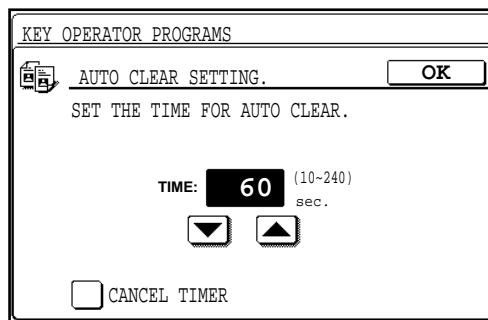 KEY OPERATOR PROGRAMS
AUTO CLEAR SETTING.
OK
SET THE TIME FOR AUTO CLEAR.
TIME: 60 (10~240)
sec.
CANCEL TIMER